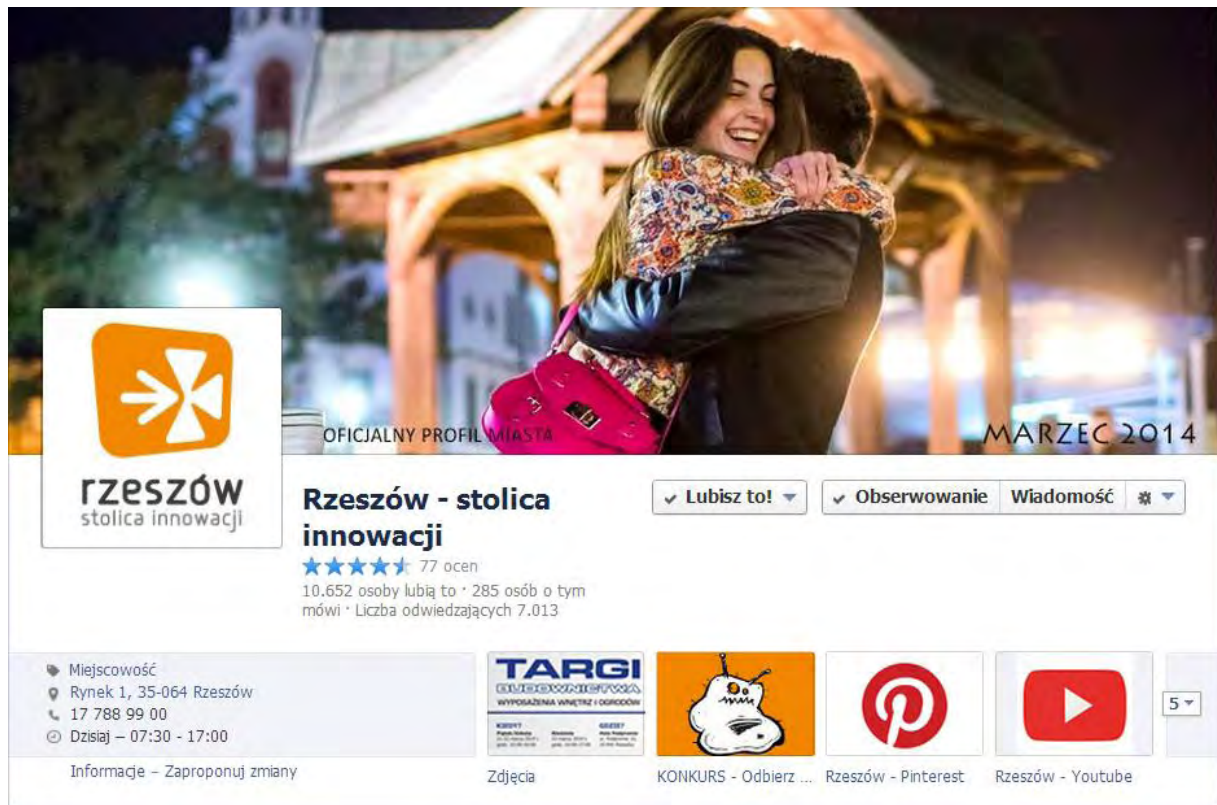 OFICJALNY PROFIL MIASTA
MARZEC 2014
rzeszów
stolica innowacji
Rzeszów - stolica
innowacji
77 ocen
10.652 osoby lubią to · 285 osób o tym
mówi · Liczba odwiedzających 7.013
Lubisz to!
Obserwowanie
Wiadomość
Miejscowość
Rynek 1, 35-064 Rzeszów
17 788 99 00
Dzisiaj – 07:30 - 17:00
Informacje – Zaproponuj zmiany
TARGI
BUDOWNICTWA
WYPOSAŻENIA WNĘTRZ I OGRODÓW
Zdjęcia
KONKURS - Odbierz ...
Rzeszów - Pinterest
Rzeszów - Youtube
5